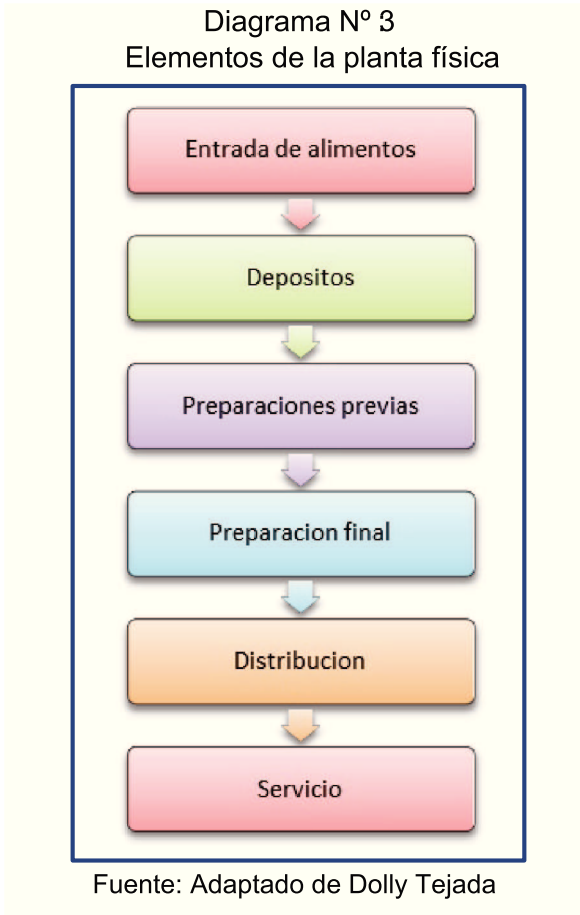 Diagrama Nº 3
Elementos de la planta física
Entrada de alimentos
Depositos
Preparaciones previas
Preparacion final
Distribucion
Servicio
Fuente: Adaptado de Dolly Tejada